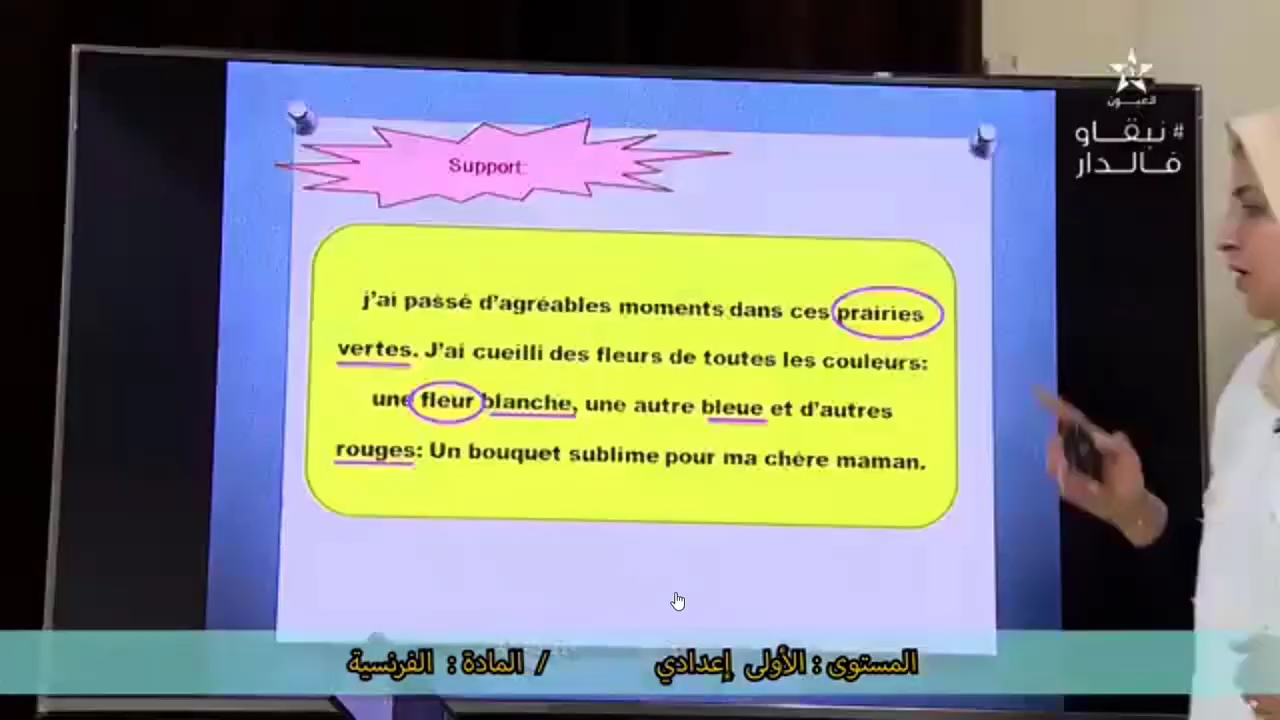 العيون
# نبقاو
فالدار
Support:
j'ai passé d'agréables moments dans ces prairies
vertes. J'ai cueilli des fleurs de toutes les couleurs:
une fleur blanche, une autre bleue et d'autres
rouges: Un bouquet sublime pour ma chère maman.
المستوى : الأولى إعدادي / المادة : الفرنسية